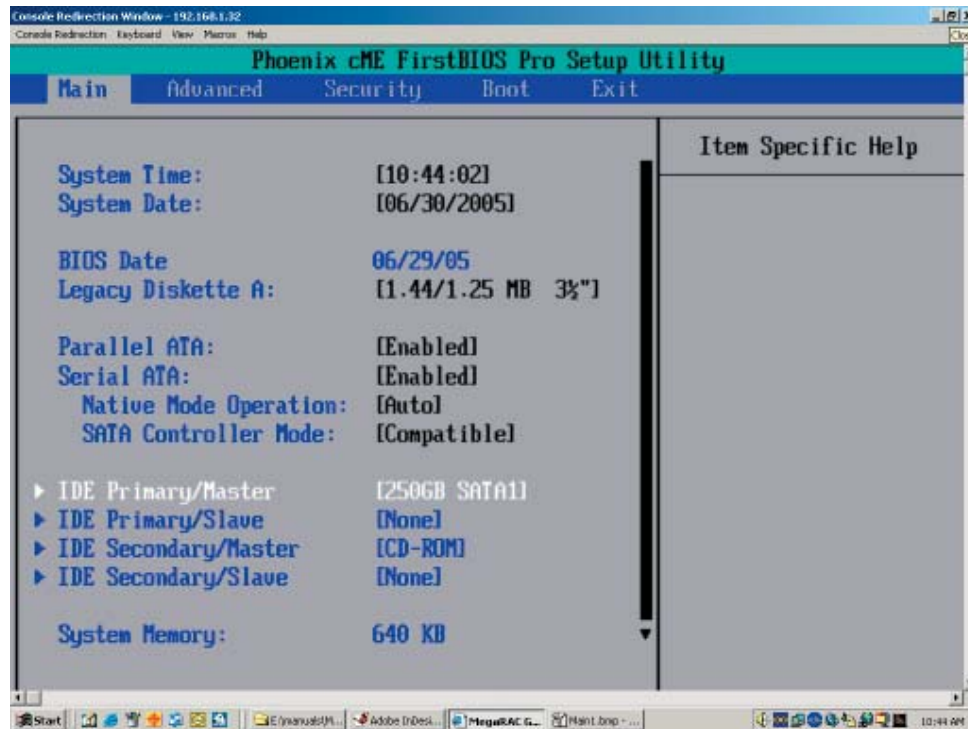 Console Redirection Window - 192.168.1.32
Console Redirection Keyboard View Macros Help
Phoenix cME FirstBIOS Pro Setup Utility
Main Advanced Security Boot Exit
Item Specific Help
System Time: [10:44:02]
System Date: [06/30/2005]
BIOS Date 06/29/05
Legacy Diskette A: [1.44/1.25 MB 3½"]
Parallel ATA: [Enabled]
Serial ATA: [Enabled]
Native Mode Operation: [Auto]
SATA Controller Mode: [Compatible]
IDE Primary/Master [250GB SATA1]
IDE Primary/Slave [None]
IDE Secondary/Master [CD-ROM]
IDE Secondary/Slave [None]
System Memory: 640 KB
Start Adobe InDesi... MegaRAC G... Main1.bmp - ... 10:44 AM